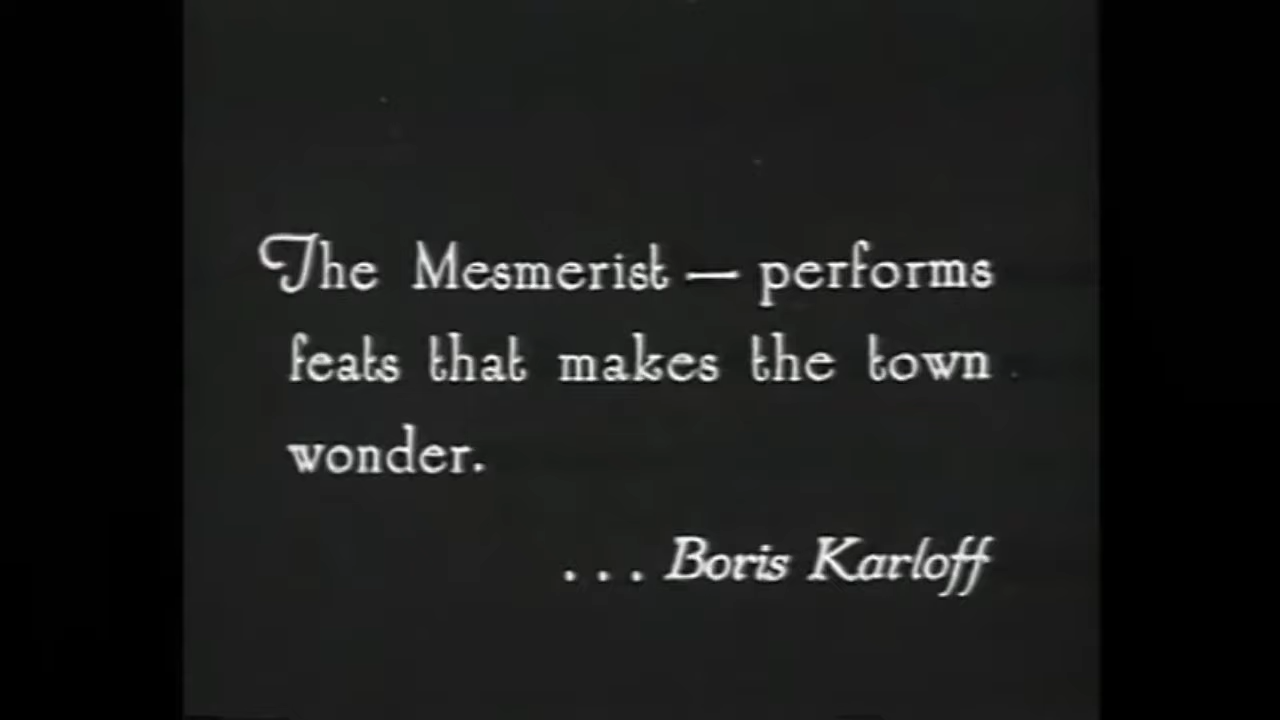 The Mesmerist — performs
feats that makes the town
wonder.
... Boris Karloff